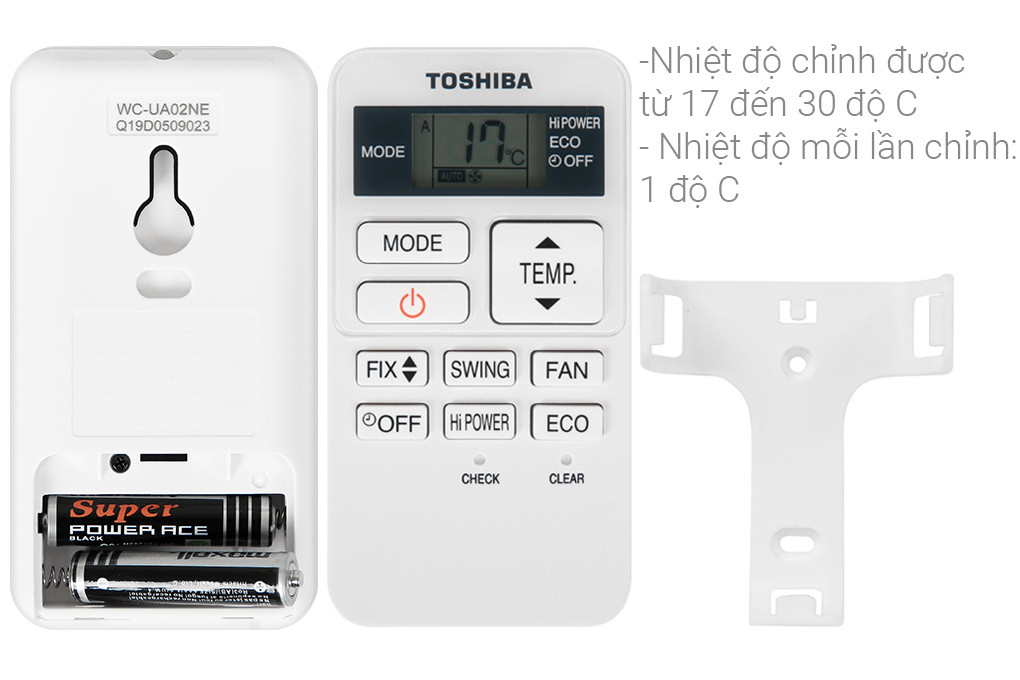 WC-UA02NE
Q19D0509023
Super
POWER ACE
BLACK
maxell
TOSHIBA
A
17°C
AUTO
MODE
Hi POWER
ECO
OFF
MODE
TEMP.
FIX
SWING
FAN
OFF
Hi POWER
ECO
CHECK
CLEAR
-Nhiệt độ chỉnh được
từ 17 đến 30 độ C
- Nhiệt độ mỗi lần chỉnh:
1 độ C